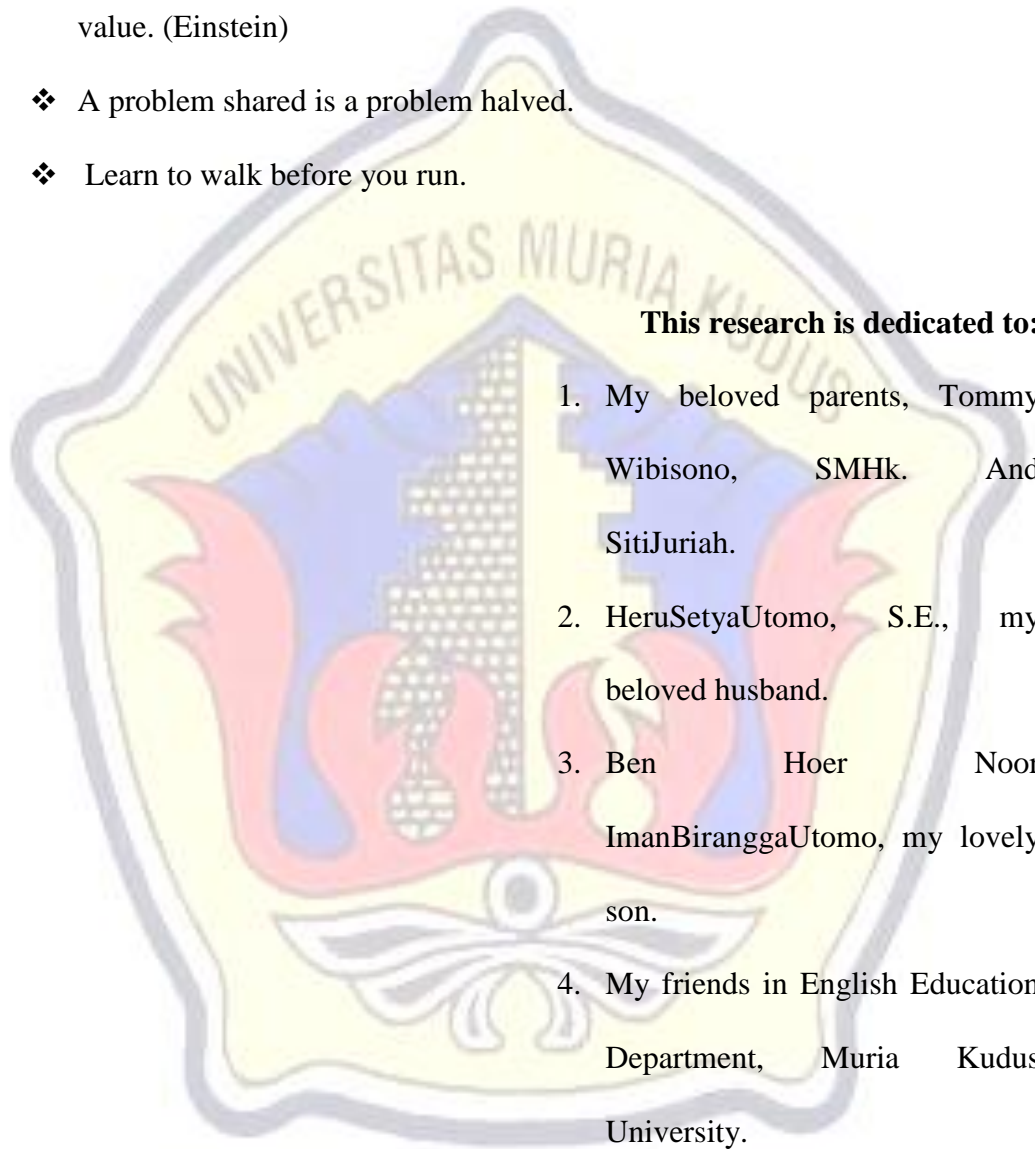 value. (Einstein)
❖ A problem shared is a problem halved.
❖ Learn to walk before you run.
UNIVERSITAS MURIA KUDUS
This research is dedicated to:
1. My beloved parents, Tommy
Wibisono, SMHk. And
SitiJuriah.
2. HeruSetyaUtomo, S.E., my
beloved husband.
3. Ben Hoer Noor
ImanBiranggaUtomo, my lovely
son.
4. My friends in English Education
Department, Muria Kudus
University.